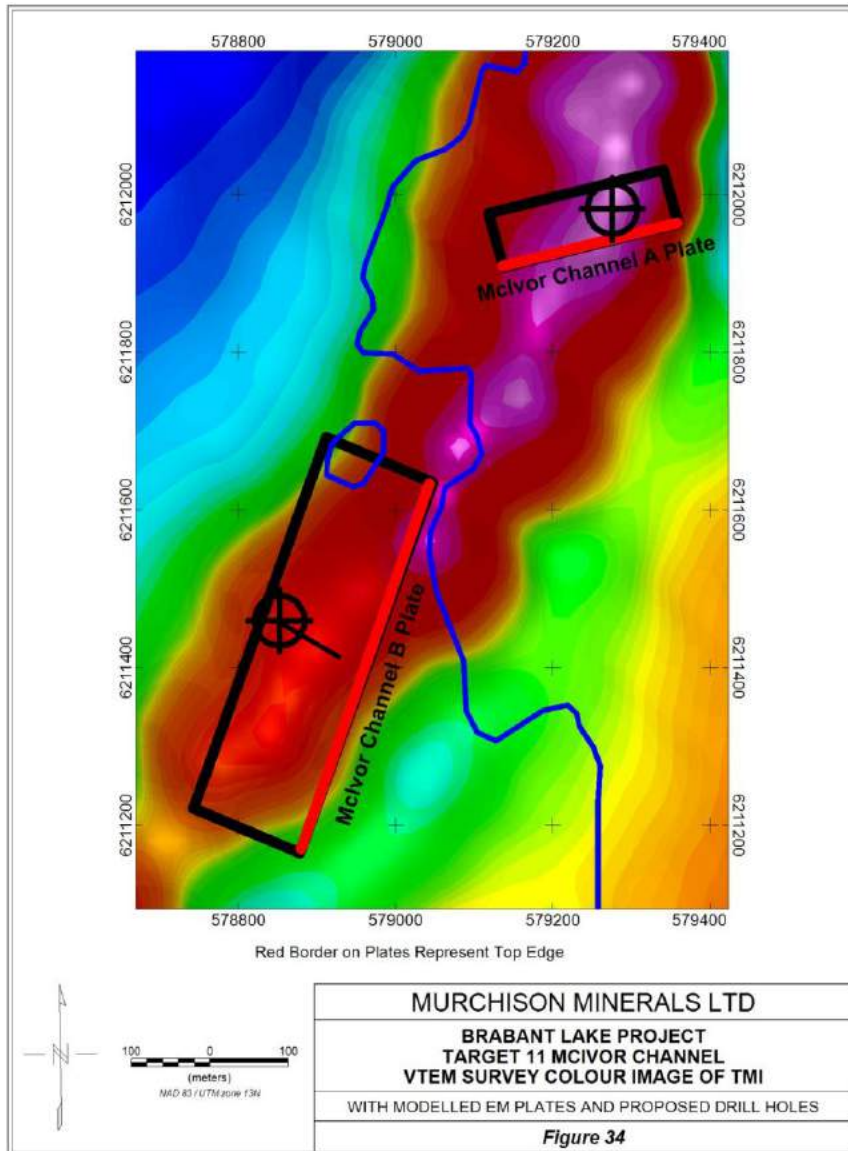 578800 579000 579200 579400
6212000 6212000
McIvor Channel A Plate
6211800 6211800
6211600 6211600
McIvor Channel B Plate
6211400 6211400
6211200 6211200
578800 579000 579200 579400
Red Border on Plates Represent Top Edge
MURCHISON MINERALS LTD
BRABANT LAKE PROJECT
TARGET 11 MCIVOR CHANNEL
VTEM SURVEY COLOUR IMAGE OF TMI
WITH MODELLED EM PLATES AND PROPOSED DRILL HOLES
Figure 34
N
100 0 100
(meters)
NAD 83 / UTM zone 13N